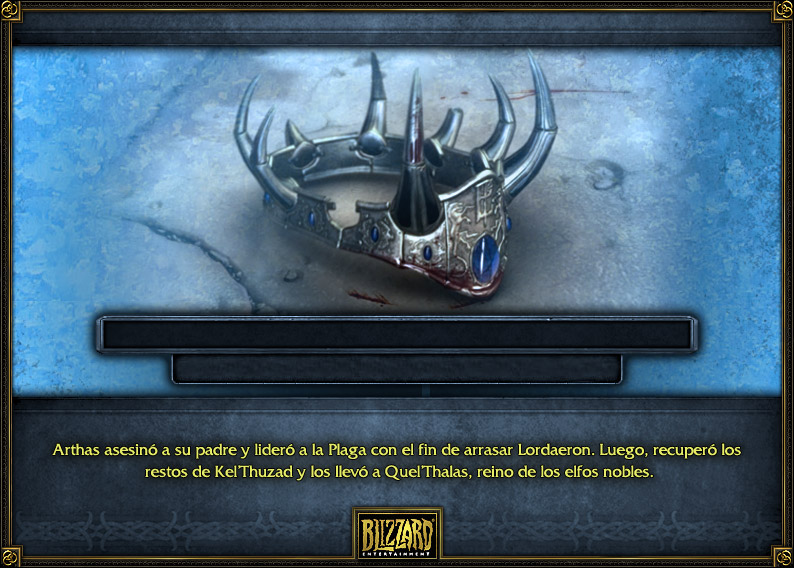 Arthas asesinó a su padre y lideró a la Plaga con el fin de arrasar Lordaeron. Luego, recuperó los
restos de Kel'Thuzad y los llevó a Quel'Thalas, reino de los elfos nobles.
BLIZZARD
ENTERTAINMENT